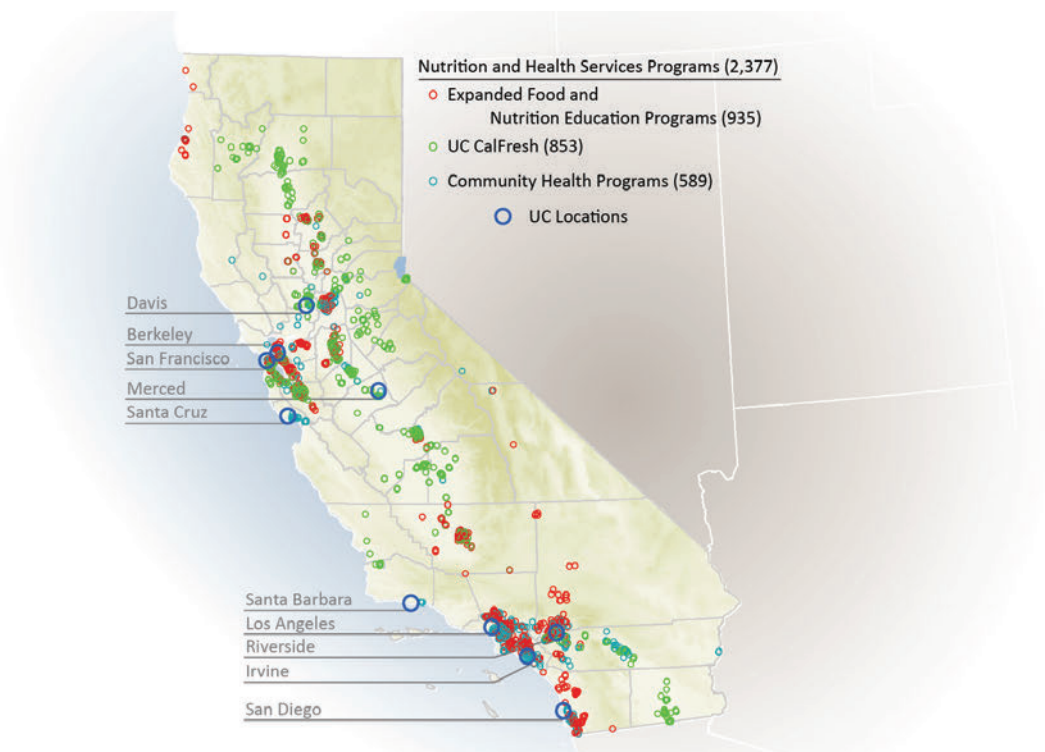 Nutrition and Health Services Programs (2,377)
Expanded Food and
Nutrition Education Programs (935)
UC CalFresh (853)
Community Health Programs (589)
UC Locations
Davis
Berkeley
San Francisco
Merced
Santa Cruz
Santa Barbara
Los Angeles
Riverside
Irvine
San Diego